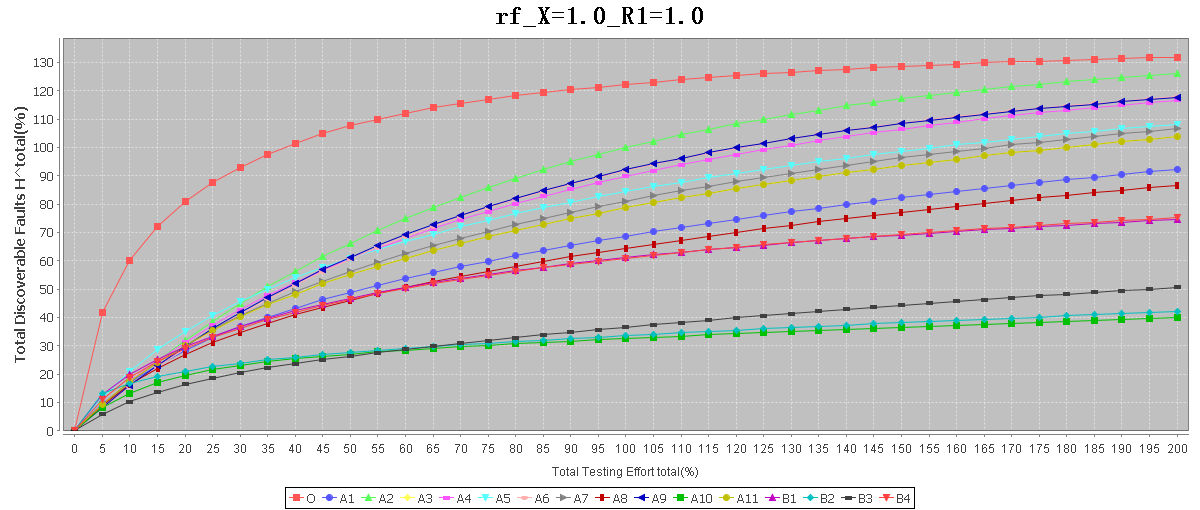 rf_X=1.0_R1=1.0
Total Discoverable Faults H^total(%)
130
120
110
100
90
80
70
60
50
40
30
20
10
0
0 5 10 15 20 25 30 35 40 45 50 55 60 65 70 75 80 85 90 95 100 105 110 115 120 125 130 135 140 145 150 155 160 165 170 175 180 185 190 195 200
Total Testing Effort total(%)
O A1 A2 A3 A4 A5 A6 A7 A8 A9 A10 A11 B1 B2 B3 B4